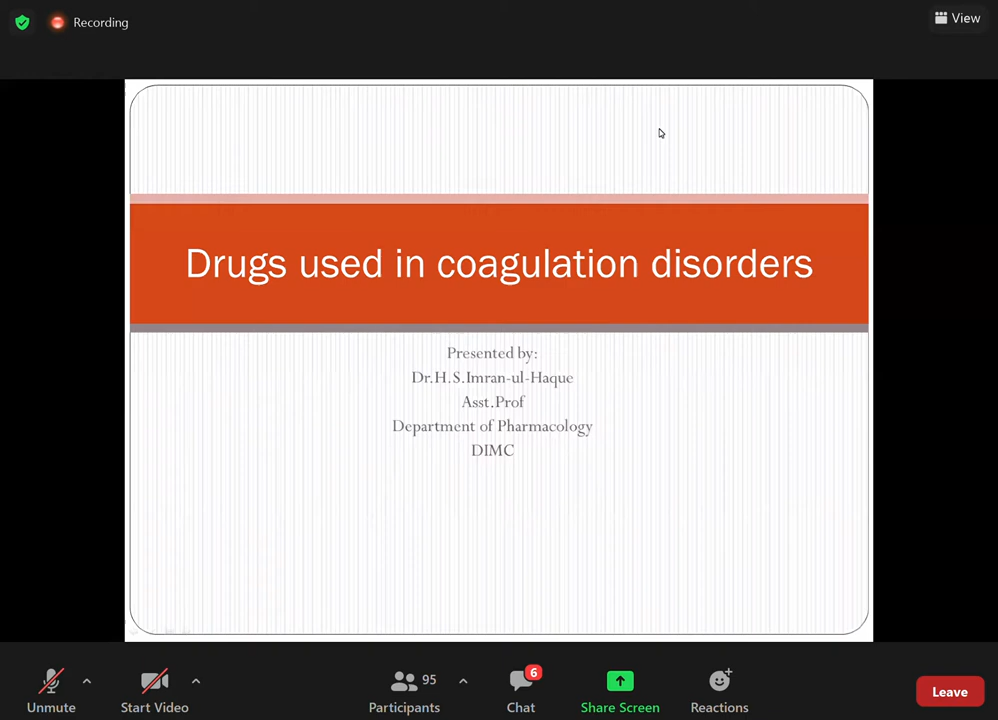 Recording
View
Drugs used in coagulation disorders
Presented by:
Dr.H.S.Imran-ul-Haque
Asst.Prof
Department of Pharmacology
DIMC
Unmute
Start Video
95
Participants
6
Chat
Share Screen
Reactions
Leave